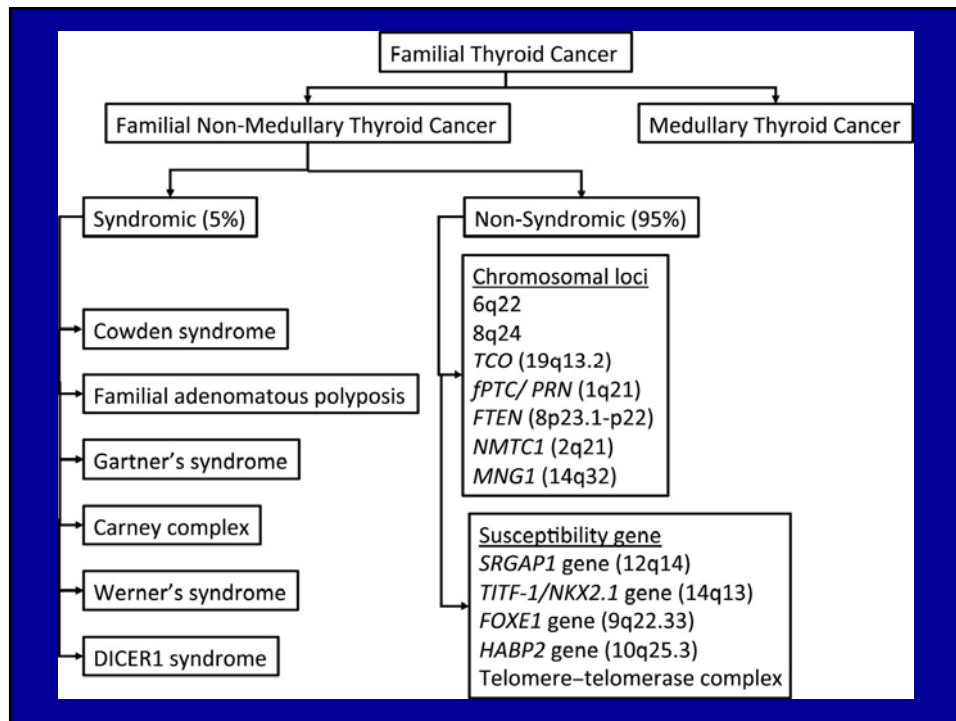 Familial Thyroid Cancer
Familial Non-Medullary Thyroid Cancer
Medullary Thyroid Cancer
Syndromic (5%)
Non-Syndromic (95%)
Cowden syndrome
Familial adenomatous polyposis
Gartner’s syndrome
Carney complex
Werner’s syndrome
DICER1 syndrome
Chromosomal loci
6q22
8q24
TCO (19q13.2)
fPTC/ PRN (1q21)
FTEN (8p23.1-p22)
NMTC1 (2q21)
MNG1 (14q32)
Susceptibility gene
SRGAP1 gene (12q14)
TITF-1/NKX2.1 gene (14q13)
FOXE1 gene (9q22.33)
HABP2 gene (10q25.3)
Telomere–telomerase complex